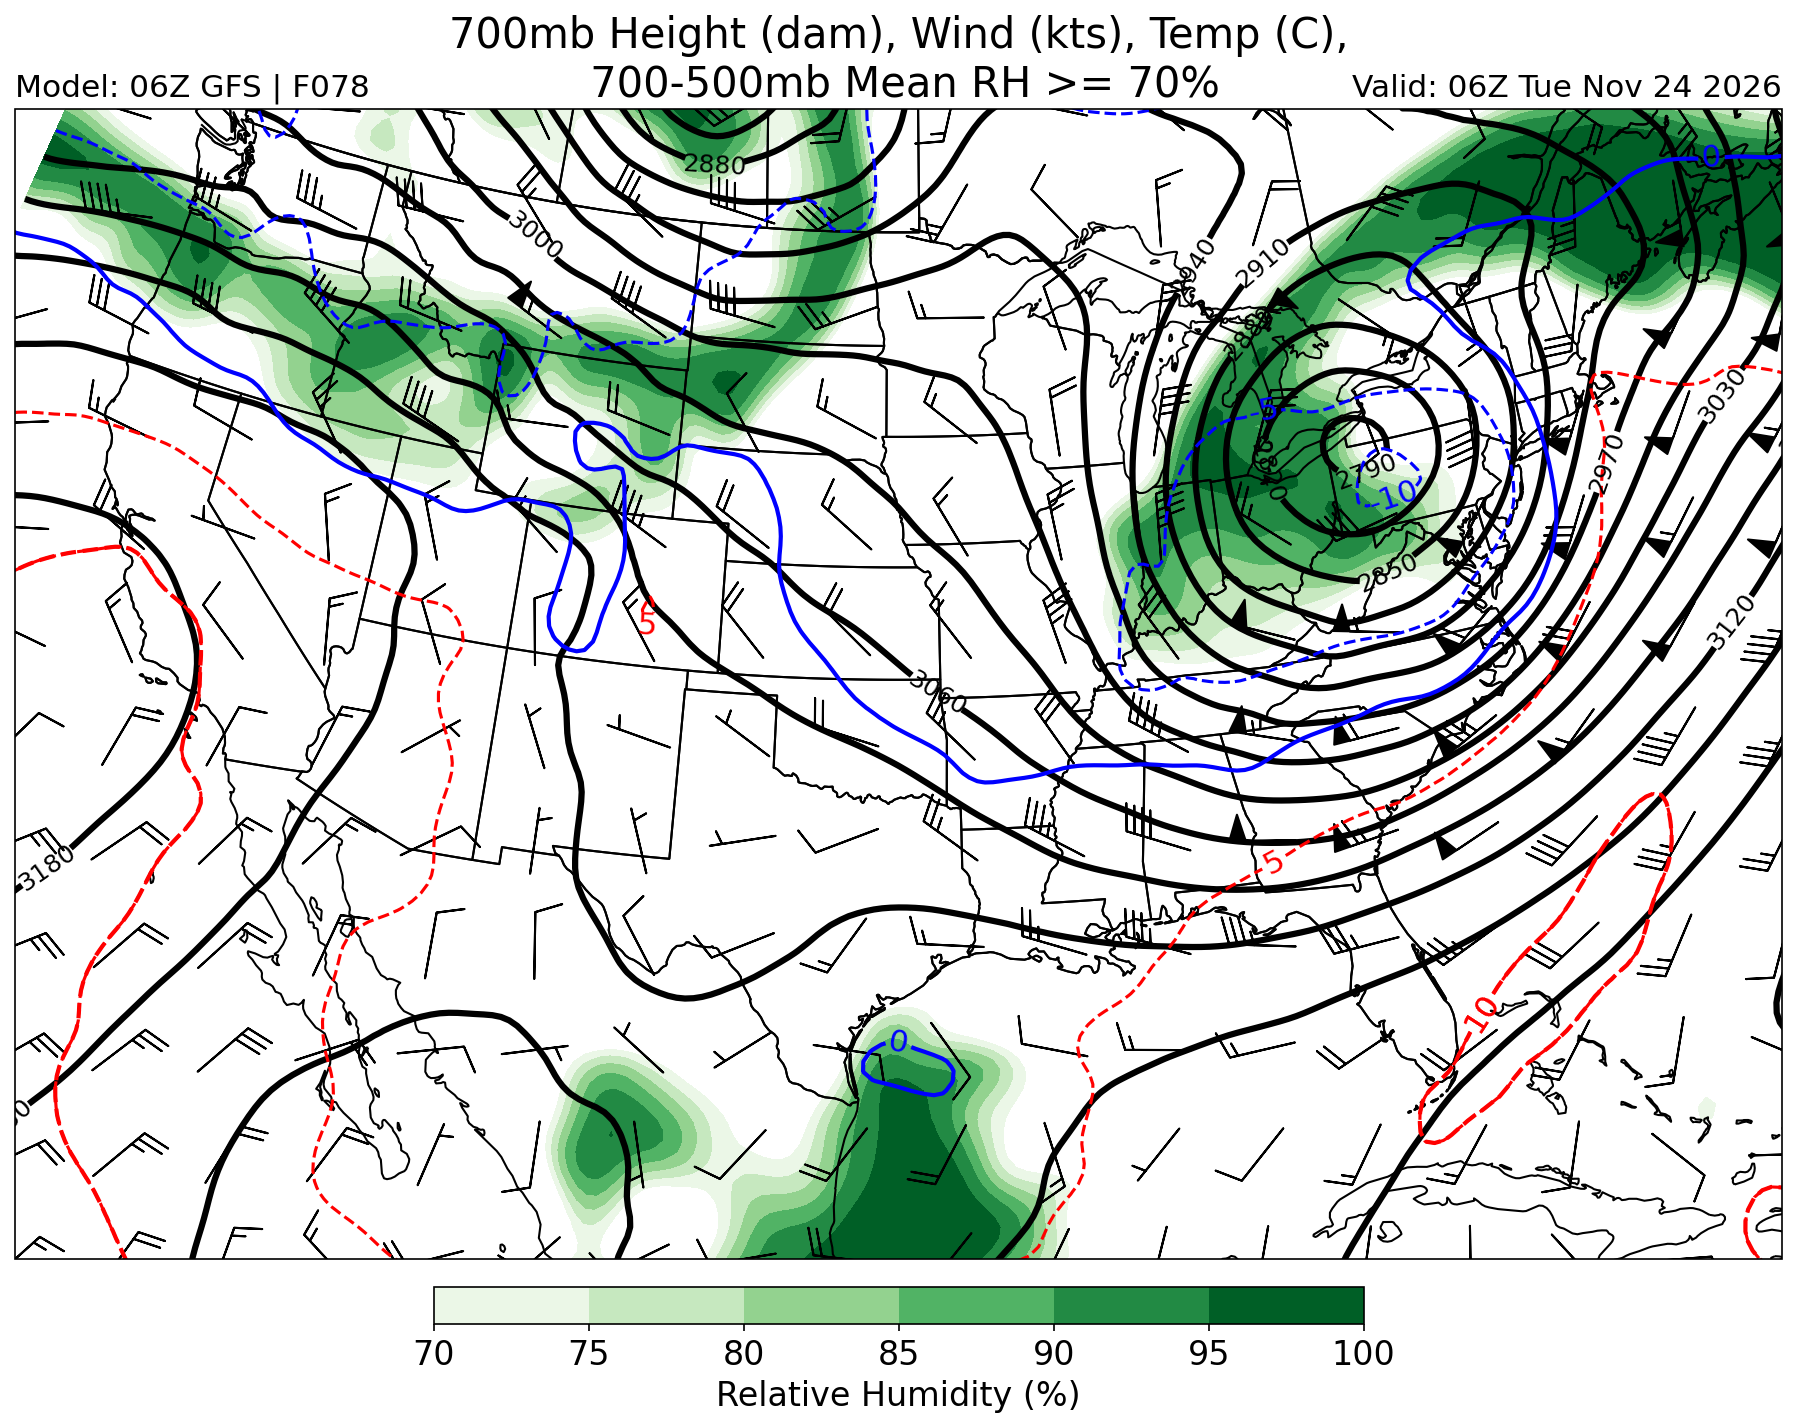 700mb Height (dam), Wind (kts), Temp (C),
Model: 06Z GFS | F078
700-500mb Mean RH >= 70%
Valid: 06Z Tue Nov 24 2026
2880
0
3000
2910
3030
2970
2790
-10
2850
5
3120
3060
3180
5
10
0
70 75 80 85 90 95 100
Relative Humidity (%)